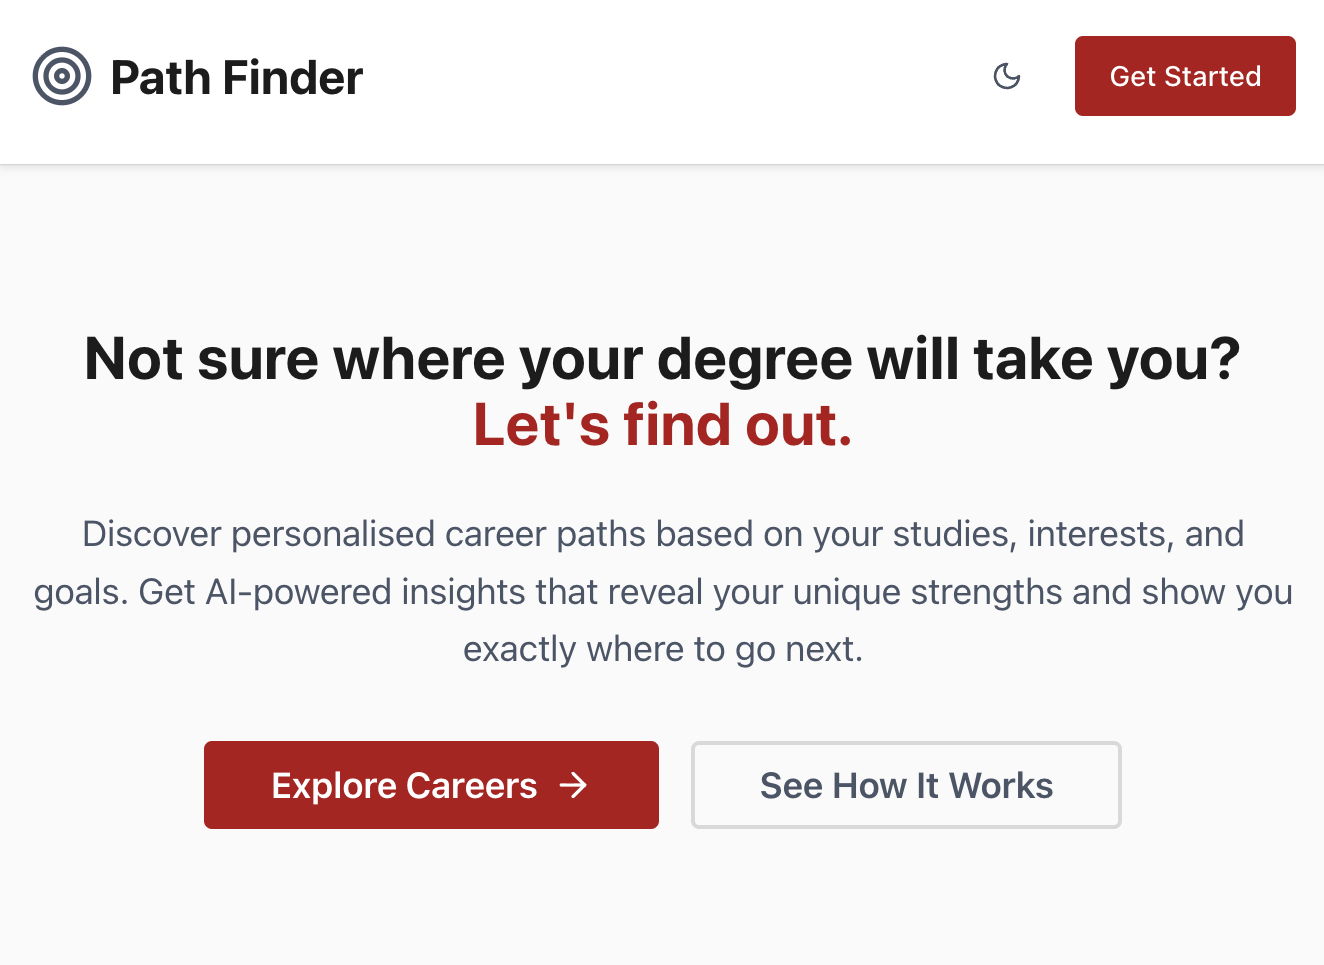 Path Finder
Get Started
Not sure where your degree will take you?
Let's find out.
Discover personalised career paths based on your studies, interests, and
goals. Get AI-powered insights that reveal your unique strengths and show you
exactly where to go next.
Explore Careers →
See How It Works